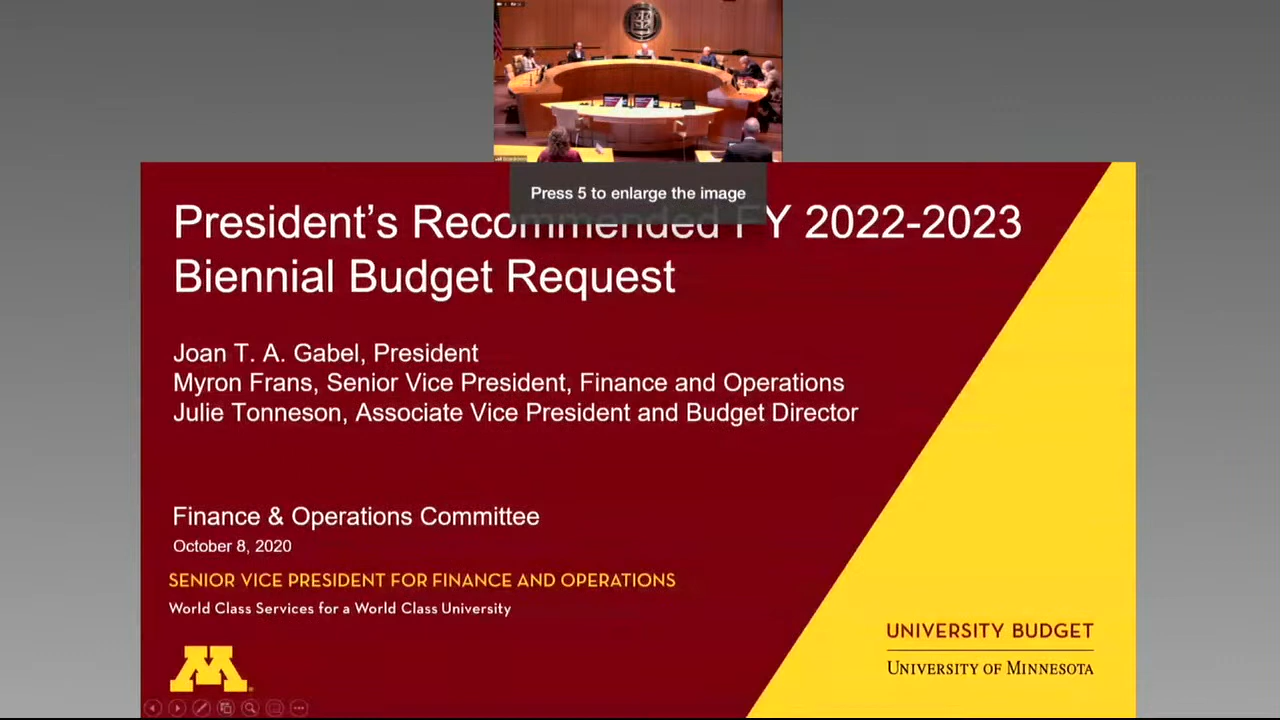 Press 5 to enlarge the image
President's Recommended FY 2022-2023
Biennial Budget Request
Joan T. A. Gabel, President
Myron Frans, Senior Vice President, Finance and Operations
Julie Tonneson, Associate Vice President and Budget Director
Finance & Operations Committee
October 8, 2020
SENIOR VICE PRESIDENT FOR FINANCE AND OPERATIONS
World Class Services for a World Class University
M
UNIVERSITY BUDGET
UNIVERSITY OF MINNESOTA